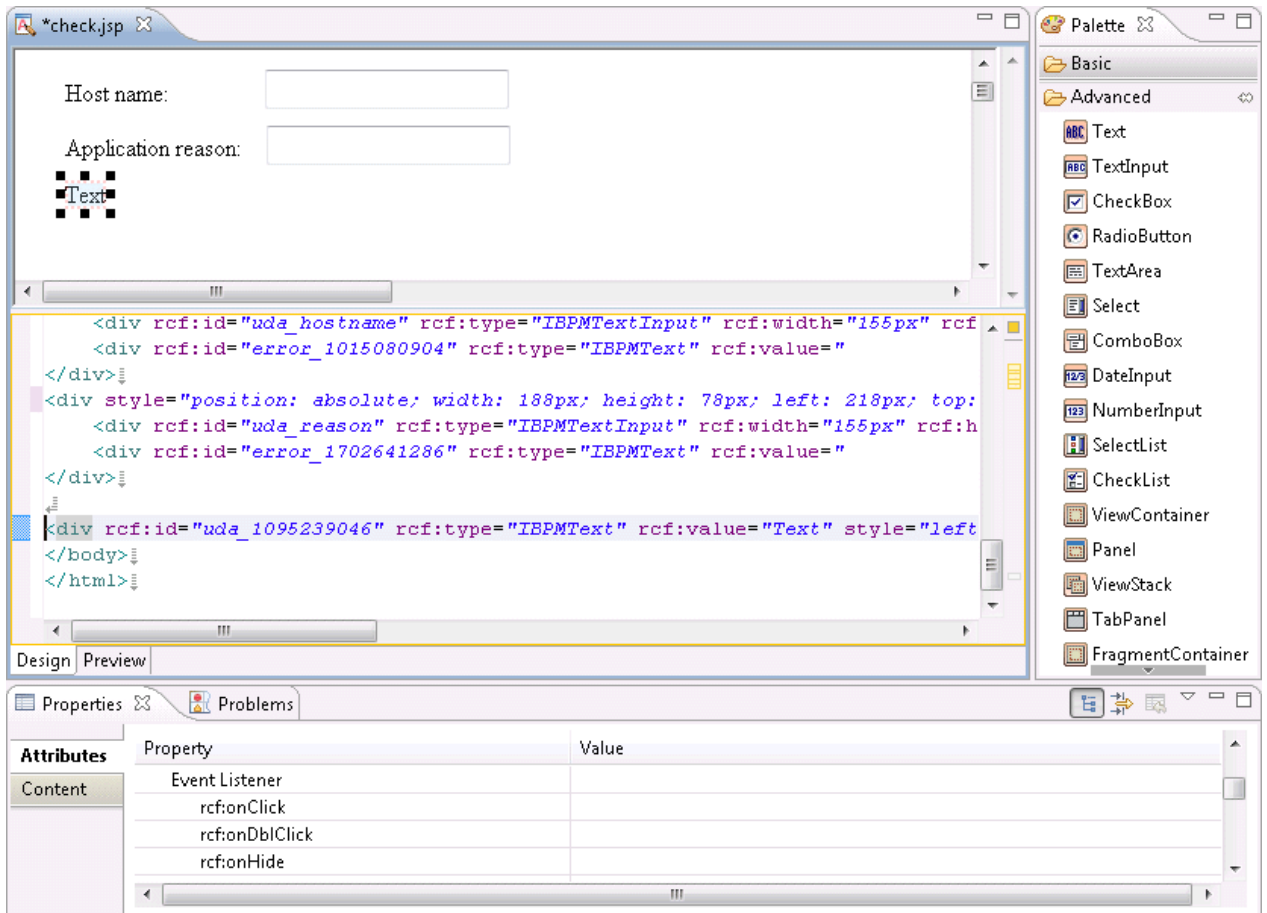 *check.jsp
Host name:
Application reason:
Text
<div rcf:id="uda_hostname" rcf:type="IBPMTextInput" rcf:width="155px" rcf
<div rcf:id="error_1015080904" rcf:type="IBPMText" rcf:value="
</div>
<div style="position: absolute; width: 188px; height: 78px; left: 218px; top:
<div rcf:id="uda_reason" rcf:type="IBPMTextInput" rcf:width="155px" rcf:h
<div rcf:id="error_1702641286" rcf:type="IBPMText" rcf:value="
</div>
<div rcf:id="uda_1095239046" rcf:type="IBPMText" rcf:value="Text" style="left
</body>
</html>
Design Preview
Palette
Basic
Advanced
ABC Text
ABC TextInput
CheckBox
RadioButton
TextArea
Select
ComboBox
12/3 DateInput
123 NumberInput
SelectList
CheckList
ViewContainer
Panel
ViewStack
TabPanel
FragmentContainer
Properties Problems
Attributes
Content
Property Value
Event Listener
rcf:onClick
rcf:onDblClick
rcf:onHide